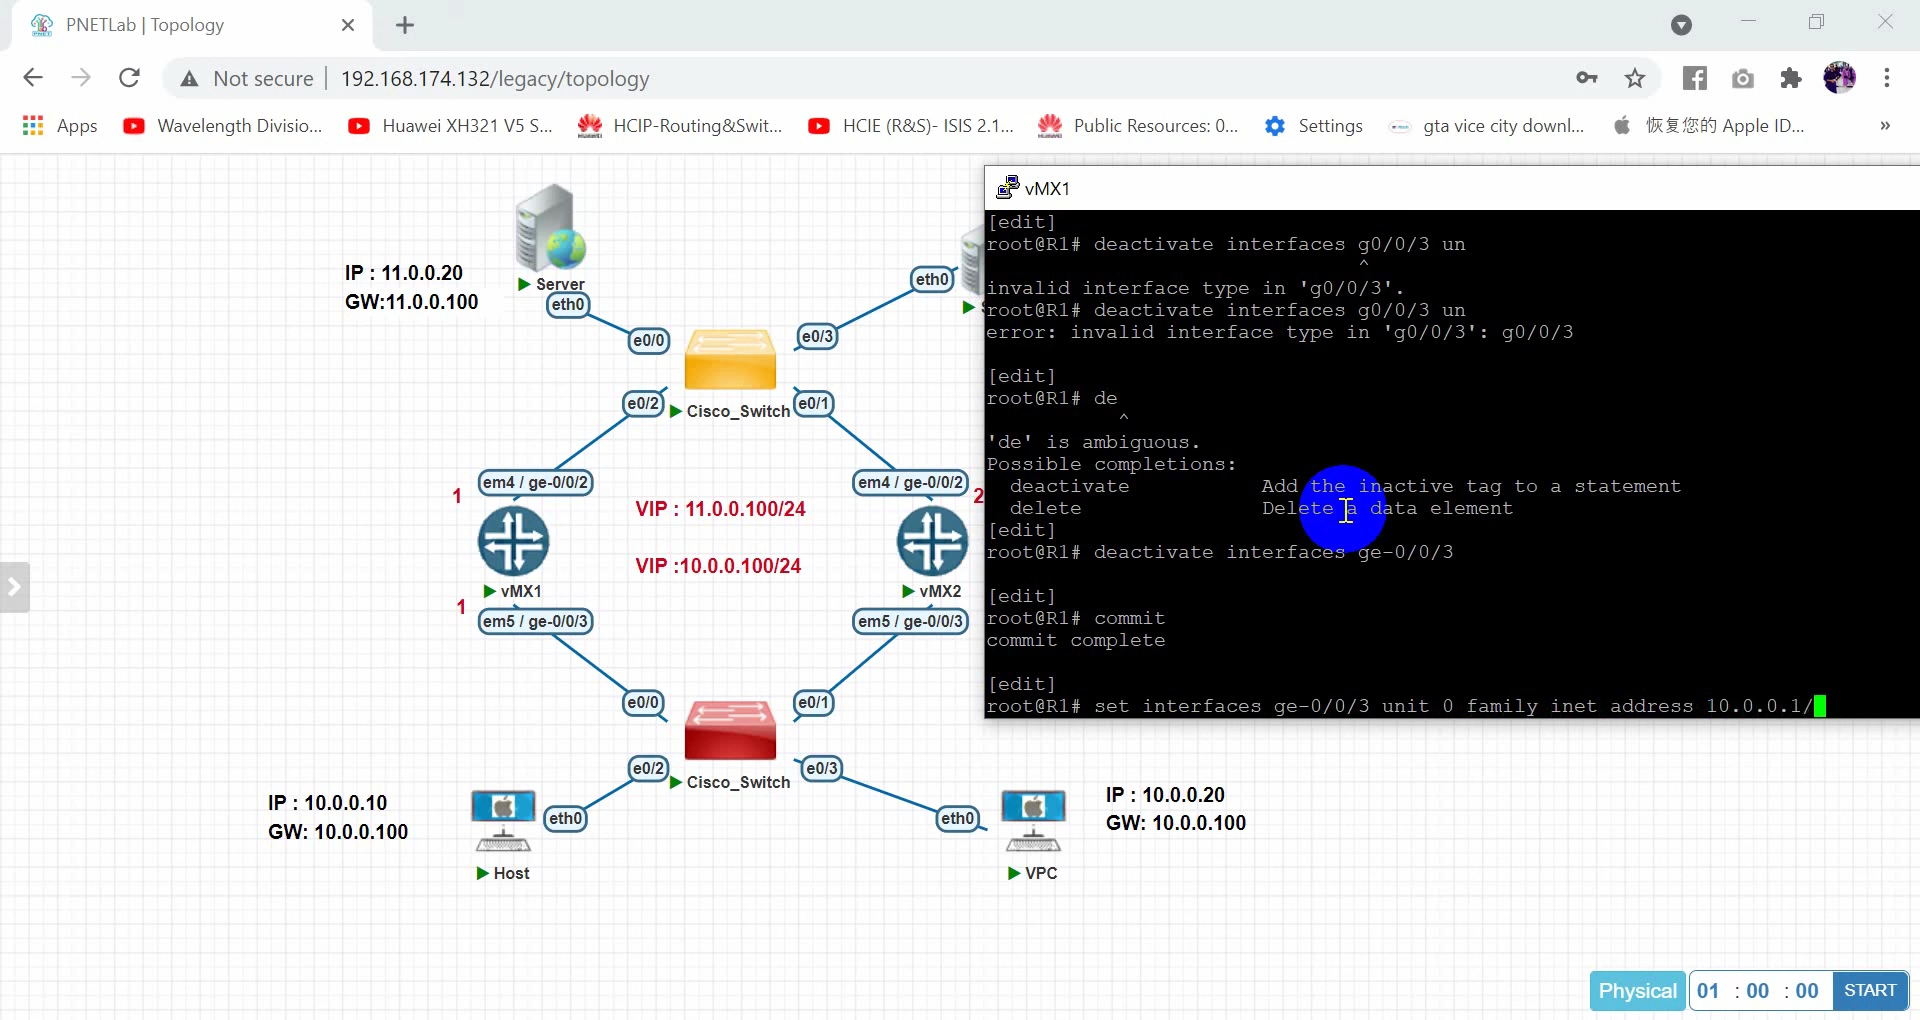 PNETLab | Topology
Not secure
192.168.174.132/legacy/topology
Apps
Wavelength Divisio...
Huawei XH321 V5 S...
HCIP-Routing&Swit...
HCIE (R&S)- ISIS 2.1...
Public Resources: 0...
Settings
gta vice city downl...
恢复您的 Apple ID...
»
vMX1
[edit]
root@R1# deactivate interfaces g0/0/3 un
^
invalid interface type in 'g0/0/3'.
root@R1# deactivate interfaces g0/0/3 un
error: invalid interface type in 'g0/0/3': g0/0/3
[edit]
root@R1# de
^
'de' is ambiguous.
Possible completions:
deactivate Add the inactive tag to a statement
delete Delete a data element
[edit]
root@R1# deactivate interfaces ge-0/0/3
[edit]
root@R1# commit
commit complete
[edit]
root@R1# set interfaces ge-0/0/3 unit 0 family inet address 10.0.0.1/
IP : 11.0.0.20
GW:11.0.0.100
Server
eth0
eth0
e0/0
e0/3
e0/2
Cisco_Switch
e0/1
1
em4 / ge-0/0/2
em4 / ge-0/0/2
2
VIP : 11.0.0.100/24
VIP :10.0.0.100/24
vMX1
vMX2
1
em5 / ge-0/0/3
em5 / ge-0/0/3
e0/0
e0/1
e0/2
Cisco_Switch
e0/3
IP : 10.0.0.10
GW: 10.0.0.100
eth0
eth0
IP : 10.0.0.20
GW: 10.0.0.100
Host
VPC
Physical
01 : 00 : 00
START